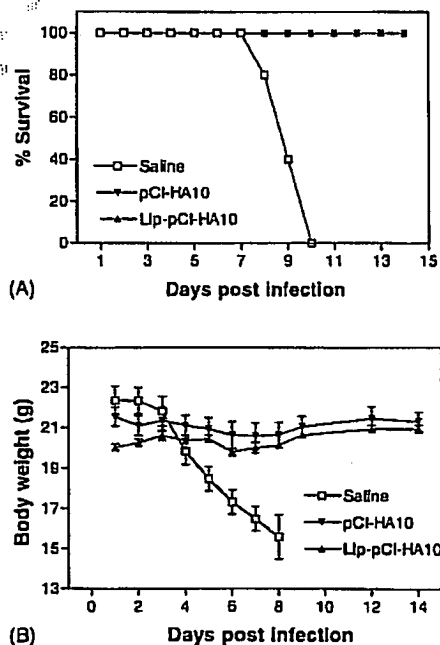 100
80
60
40
20
0
% Survival
Saline
pCI-HA10
Lip-pCI-HA10
1 3 5 7 9 11 13 15
(A) Days post infection
25
23
21
19
17
15
13
Body weight (g)
Saline
pCI-HA10
Lip-pCI-HA10
0 2 4 6 8 10 12 14
(B) Days post infection